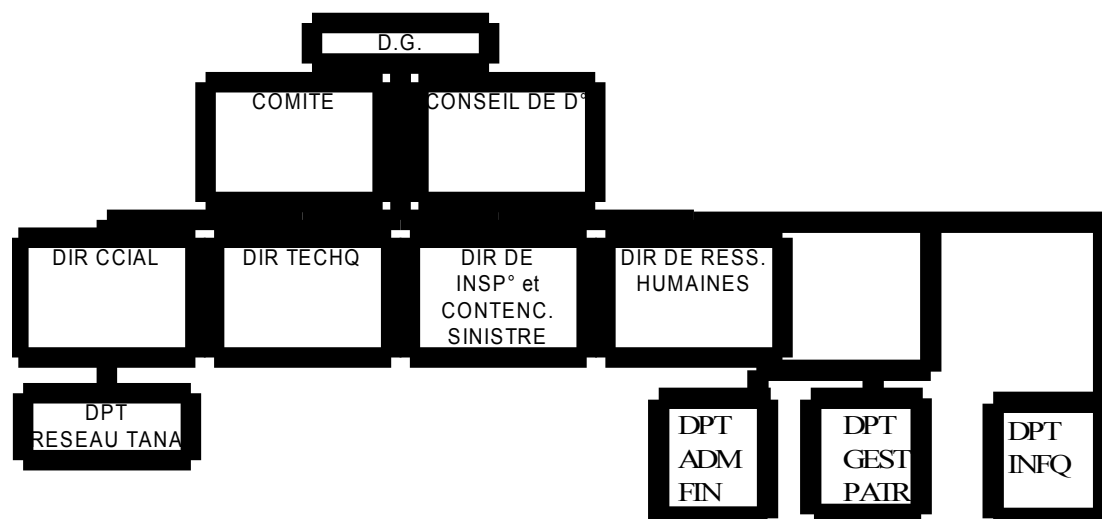 D.G.
COMITE
CONSEIL DE D°
DIR CCIAL
DIR TECHQ
DIR DE
INSP° et
CONTENC.
SINISTRE
DIR DE RESS.
HUMAINES
DPT
RESEAU TANA
DPT
ADM
FIN
DPT
GEST
PATR
DPT
INFQ